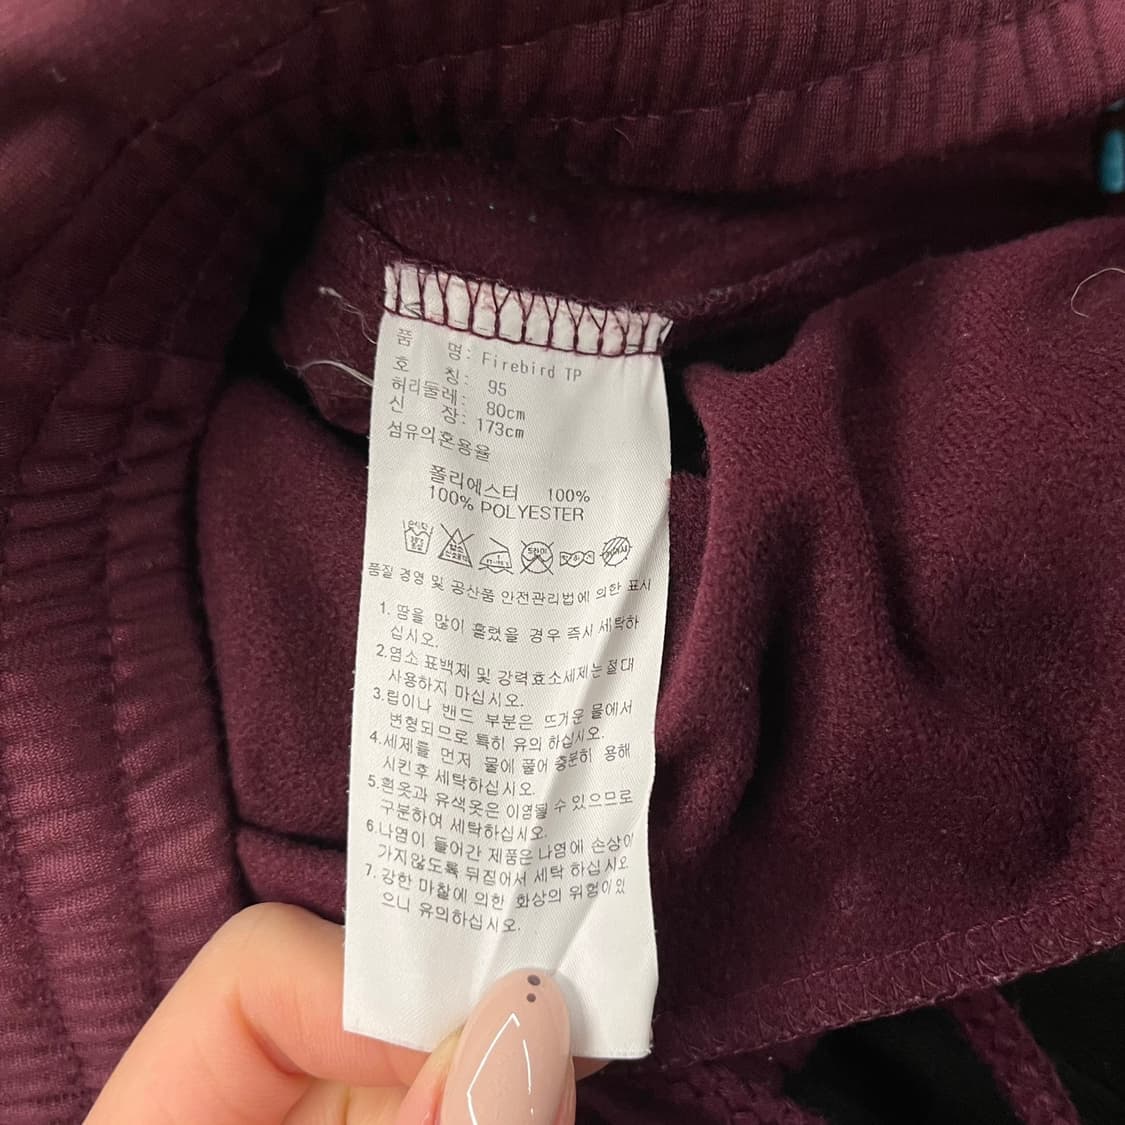 품 명: Firebird TP
호 칭: 95
허리둘레: 80cm
신 장: 173cm
섬유의혼용율
폴리에스터 100%
100% POLYESTER
품질 경영 및 공산품 안전관리법에 의한 표시
1. 땀을 많이 흘렸을 경우 즉시 세탁하
십시오.
2.염소 표백제 및 강력효소세제는 절대
사용하지 마십시오.
3.립이나 밴드 부분은 뜨거운 물에서
변형되므로 특히 유의 하십시오.
4.세제를 먼저 물에 풀어 충분히 용해
시킨후 세탁하십시오.
5.흰옷과 유색옷은 이염될 수 있으므로
구분하여 세탁하십시오.
6.나염이 들어간 제품은 나염에 손상이
가지않도록 뒤집어서 세탁 하십시오
7. 강한 마찰에 의한 화상의 위험이 있
으니 유의하십시오.